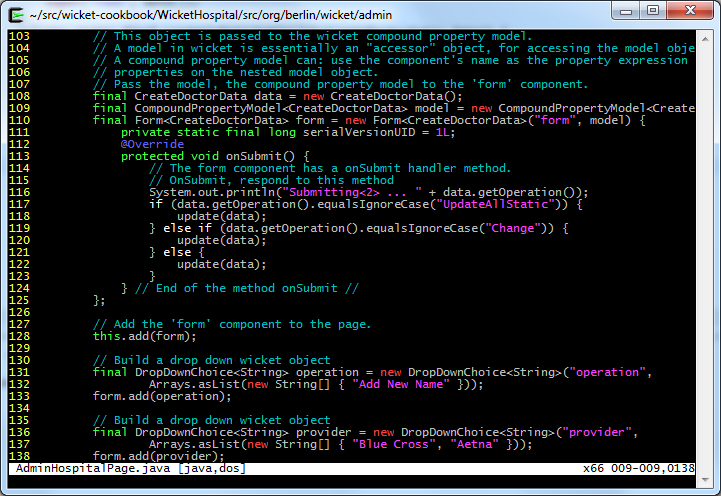 ~/src/wicket-cookbook/WicketHospital/src/org/berlin/wicket/admin
103 // This object is passed to the wicket compound property model.
104 // A model in wicket is essentially an "accessor" object, for accessing the model obje
105 // A compound property model can: use the component's name as the property expression
106 // properties on the nested model object.
107 // Pass the model, the compound property model to the 'form' component.
108 final CreateDoctorData data = new CreateDoctorData();
109 final CompoundPropertyModel<CreateDoctorData> model = new CompoundPropertyModel<Create
110 final Form<CreateDoctorData> form = new Form<CreateDoctorData>("form", model) {
111 private static final long serialVersionUID = 1L;
112 @Override
113 protected void onSubmit() {
114 // The form component has a onSubmit handler method.
115 // OnSubmit, respond to this method
116 System.out.println("Submitting<2> ... " + data.getOperation());
117 if (data.getOperation().equalsIgnoreCase("UpdateAllStatic")) {
118 update(data);
119 } else if (data.getOperation().equalsIgnoreCase("Change")) {
120 update(data);
121 } else {
122 update(data);
123 }
124 } // End of the method onSubmit //
125 };
126
127 // Add the 'form' component to the page.
128 this.add(form);
129
130 // Build a drop down wicket object
131 final DropDownChoice<String> operation = new DropDownChoice<String>("operation",
132 Arrays.asList(new String[] { "Add New Name" }));
133 form.add(operation);
134
135 // Build a drop down wicket object
136 final DropDownChoice<String> provider = new DropDownChoice<String>("provider",
137 Arrays.asList(new String[] { "Blue Cross", "Aetna" }));
138 form.add(provider);
AdminHospitalPage.java [java,dos] x66 009-009,0138